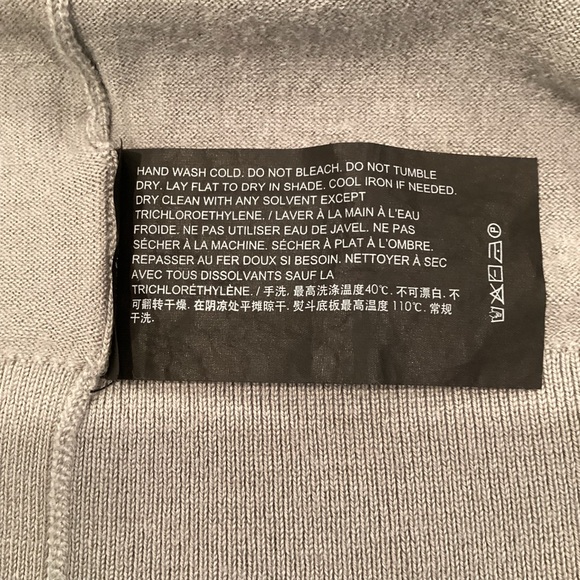 HAND WASH COLD. DO NOT BLEACH. DO NOT TUMBLE
DRY. LAY FLAT TO DRY IN SHADE. COOL IRON IF NEEDED.
DRY CLEAN WITH ANY SOLVENT EXCEPT
TRICHLOROETHYLENE. / LAVER À LA MAIN À L'EAU
FROIDE. NE PAS UTILISER EAU DE JAVEL. NE PAS
SÉCHER À LA MACHINE. SÉCHER À PLAT À L'OMBRE.
REPASSER AU FER DOUX SI BESOIN. NETTOYER À SEC
AVEC TOUS DISSOLVANTS SAUF LA
TRICHLORÉTHYLÈNE. / 手洗, 最高洗涤温度40℃. 不可漂白. 不
可翻转干燥. 在阴凉处平摊晾干. 熨斗底板最高温度 110℃. 常规
干洗.
P